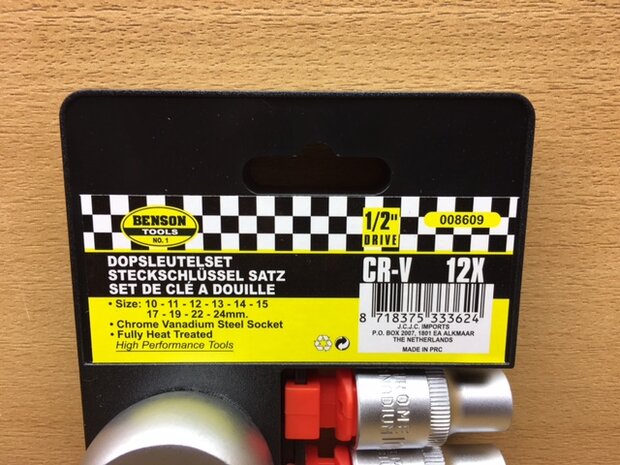 BENSON
TOOLS
NO. 1
1/2"
DRIVE
008609
DOPSLEUTELSET
STECKSCHLÜSSEL SATZ
SET DE CLÉ A DOUILLE
CR-V 12X
• Size: 10 - 11 - 12 - 13 - 14 - 15
17 - 19 - 22 - 24mm.
• Chrome Vanadium Steel Socket
• Fully Heat Treated
High Performance Tools
8 718375 333624
J.C.J.C. IMPORTS
P.O. BOX 2007, 1801 EA ALKMAAR
THE NETHERLANDS
MADE IN PRC